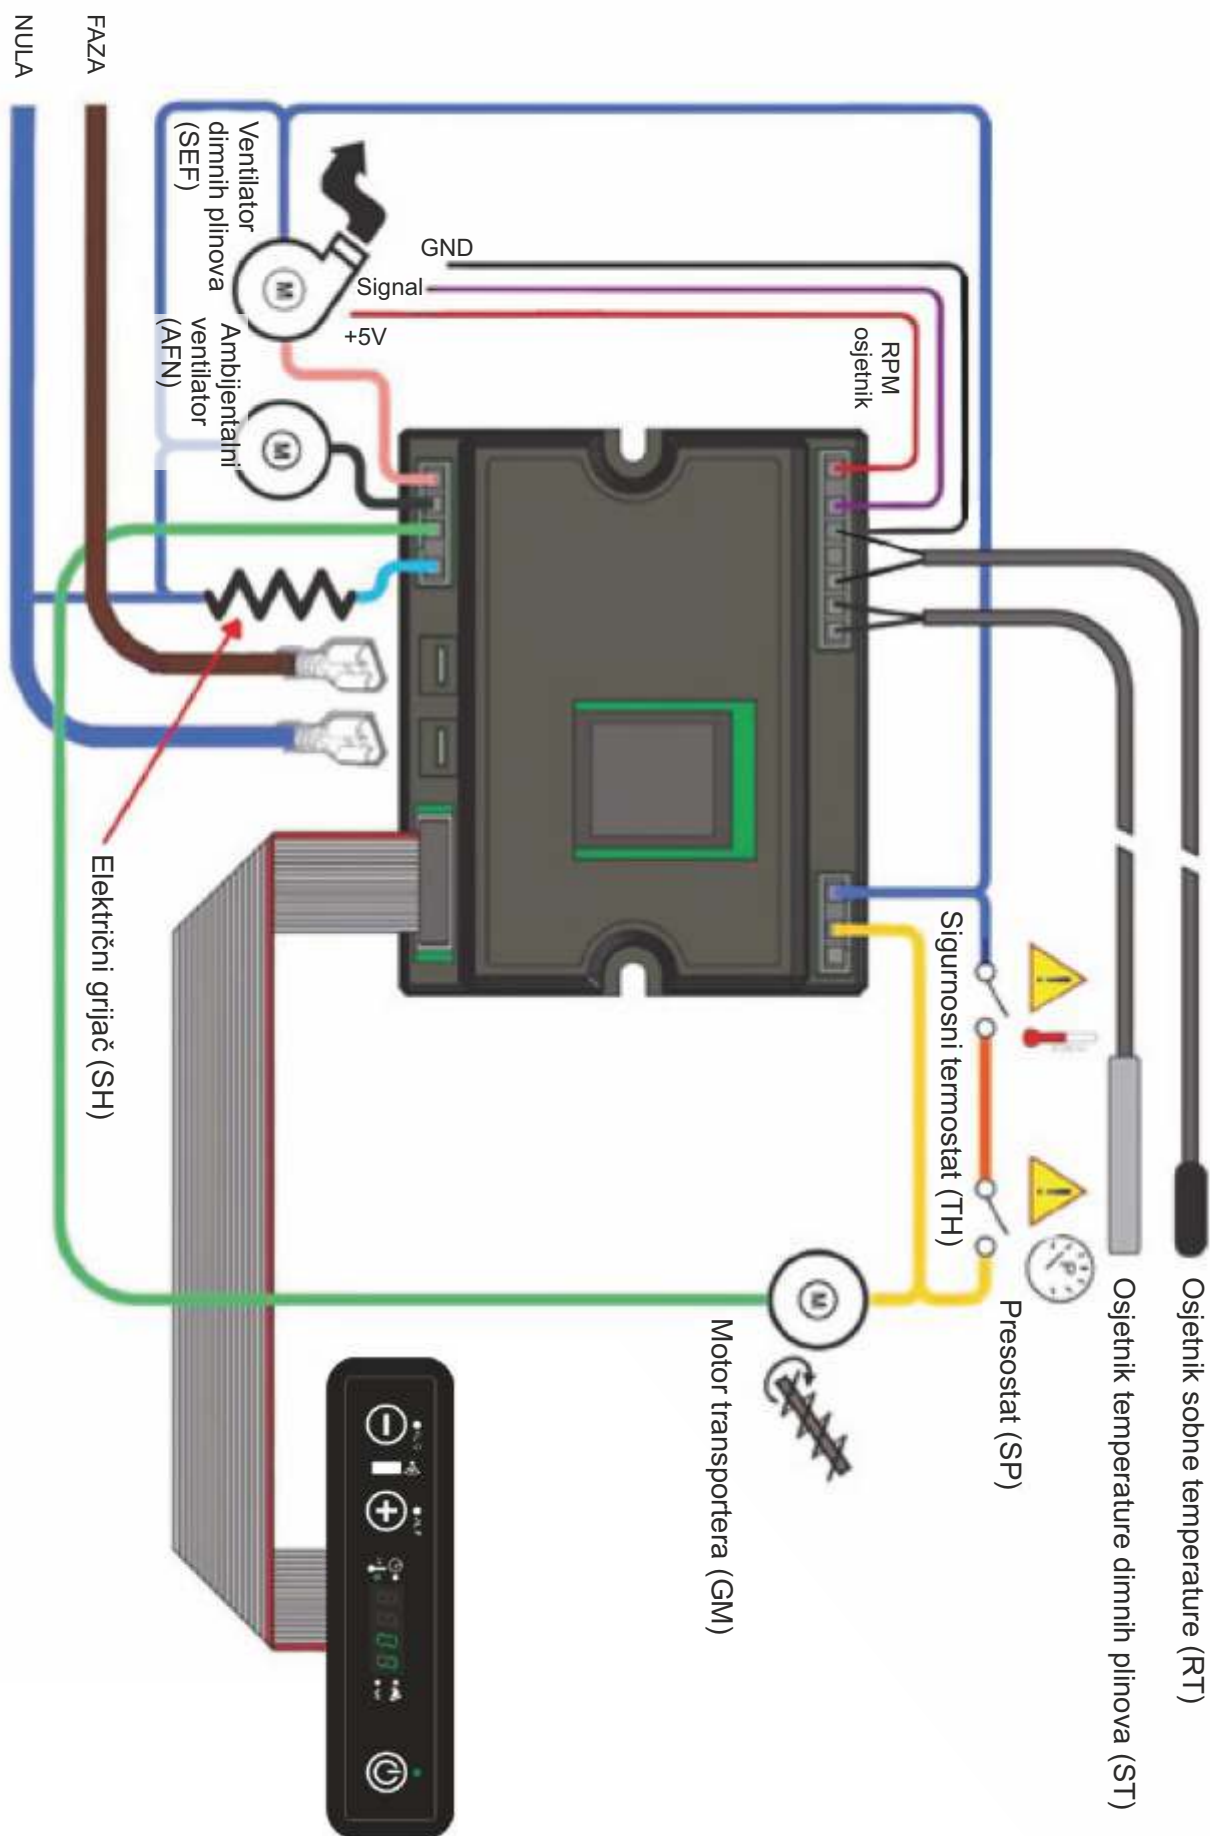 NULA
FAZA
Ventilator
dimnih plinova
(SEF)
Ambijentalni
ventilator
(AFN)
GND
Signal
+5V
RPM
osjetnik
M
M
Električni grijač (SH)
Sigurnosni termostat (TH)
Presostat (SP)
P
Osjetnik temperature dimnih plinova (ST)
Osjetnik sobne temperature (RT)
M
Motor transportera (GM)